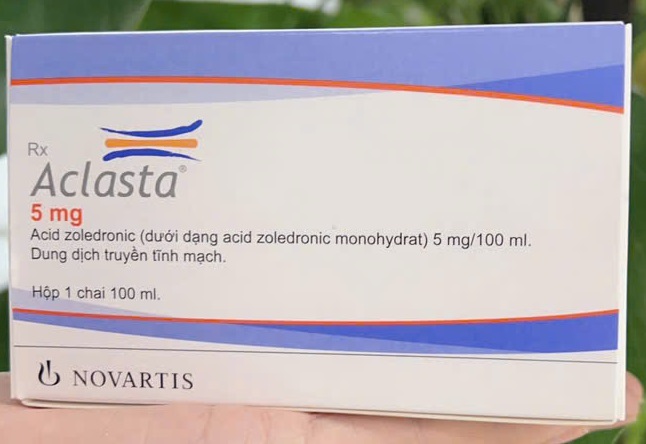 Rx
Aclasta®
5 mg
Acid zoledronic (dưới dạng acid zoledronic monohydrat) 5 mg/100 ml.
Dung dịch truyền tĩnh mạch.
Hộp 1 chai 100 ml.
NOVARTIS